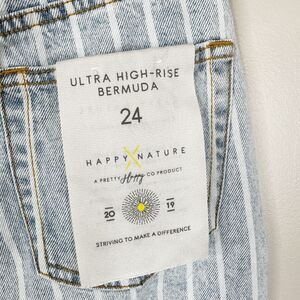 ULTRA HIGH-RISE
BERMUDA
24
HAPPY X NATURE
A PRETTY Happy CO PRODUCT
20 19
STRIVING TO MAKE A DIFFERENCE